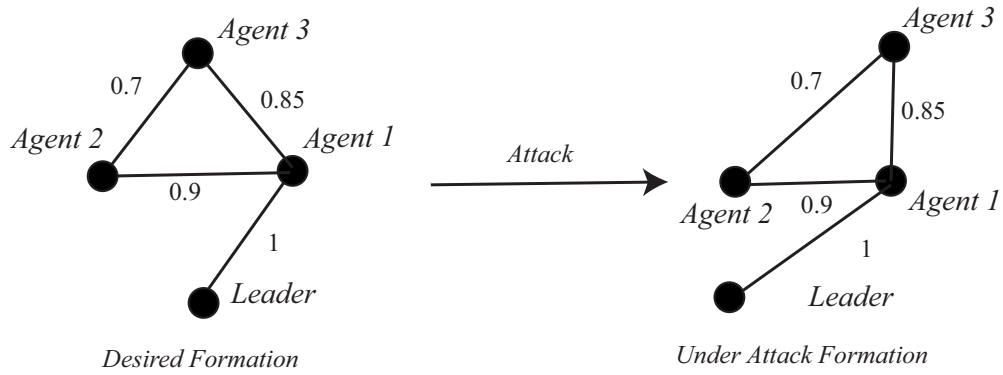 Agent 3
0.7
0.85
Agent 2
Agent 1
0.9
1
Leader
Desired Formation
Attack
Agent 3
0.7
0.85
Agent 2
0.9
Agent 1
1
Leader
Under Attack Formation